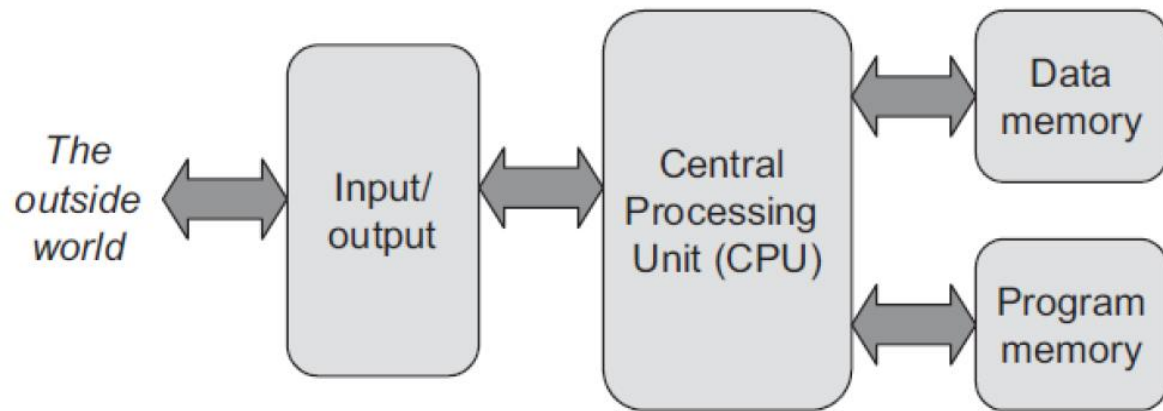 The
outside
world
Input/
output
Central
Processing
Unit (CPU)
Data
memory
Program
memory